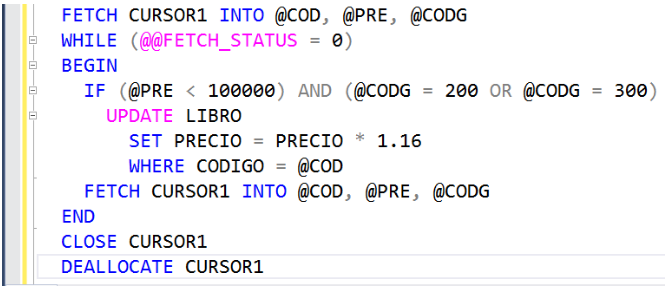 FETCH CURSOR1 INTO @COD, @PRE, @CODG
WHILE (@@FETCH_STATUS = 0)
BEGIN
IF (@PRE < 100000) AND (@CODG = 200 OR @CODG = 300)
UPDATE LIBRO
SET PRECIO = PRECIO * 1.16
WHERE CODIGO = @COD
FETCH CURSOR1 INTO @COD, @PRE, @CODG
END
CLOSE CURSOR1
DEALLOCATE CURSOR1